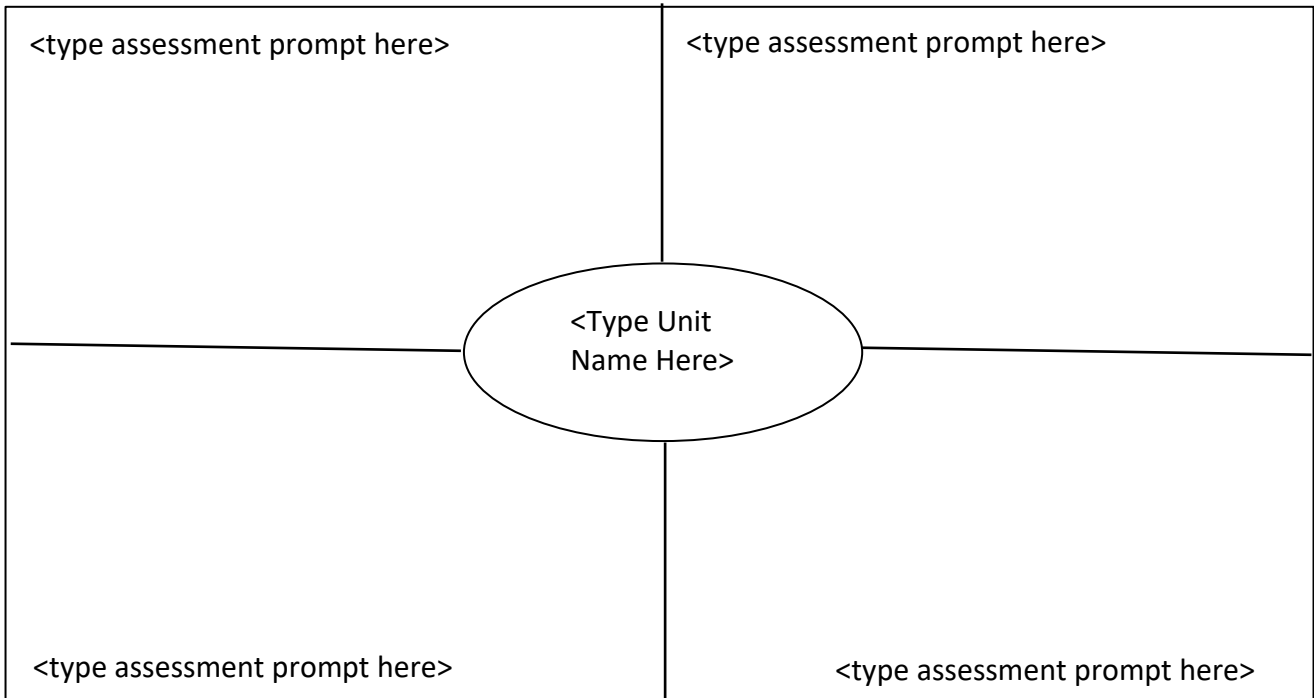 <type assessment prompt here>
<type assessment prompt here>
<Type Unit
Name Here>
<type assessment prompt here>
<type assessment prompt here>